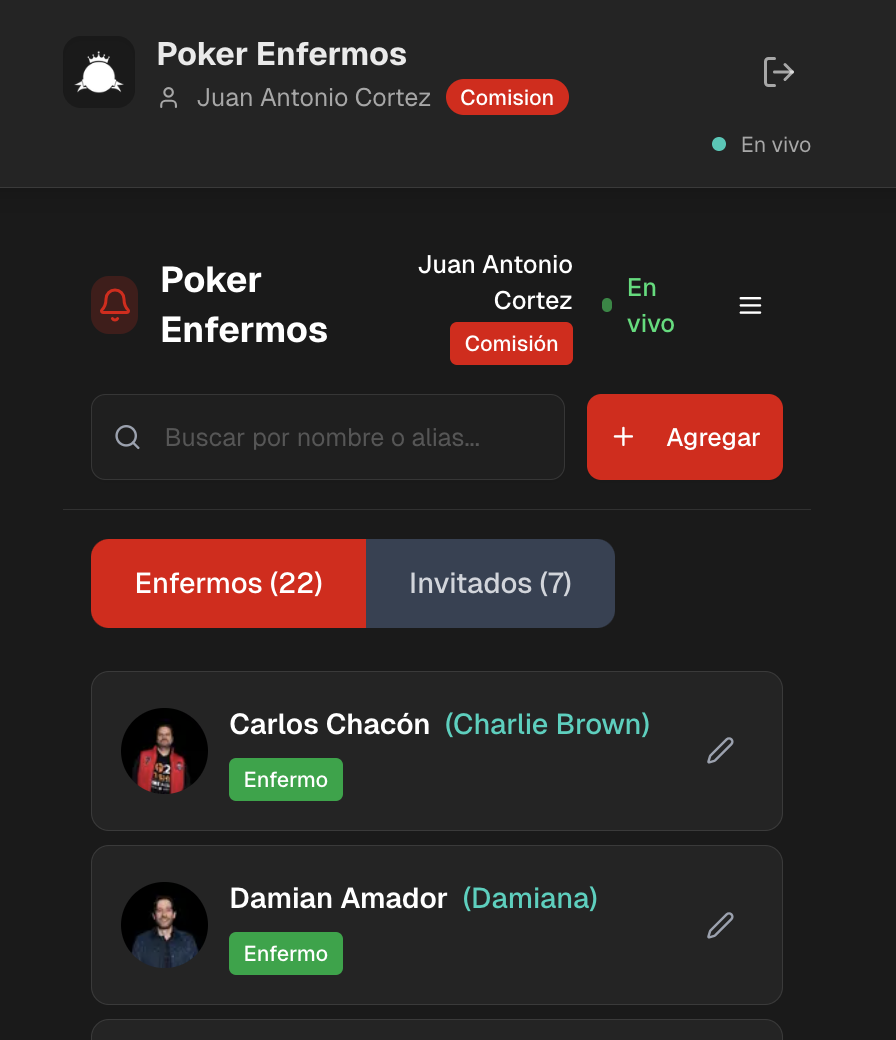 Poker Enfermos
Juan Antonio Cortez Comision
En vivo
Poker
Enfermos
Juan Antonio
Cortez
Comisión
En
vivo
Buscar por nombre o alias...
Agregar
Enfermos (22)
Invitados (7)
Carlos Chacón (Charlie Brown)
Enfermo
Damian Amador (Damiana)
Enfermo